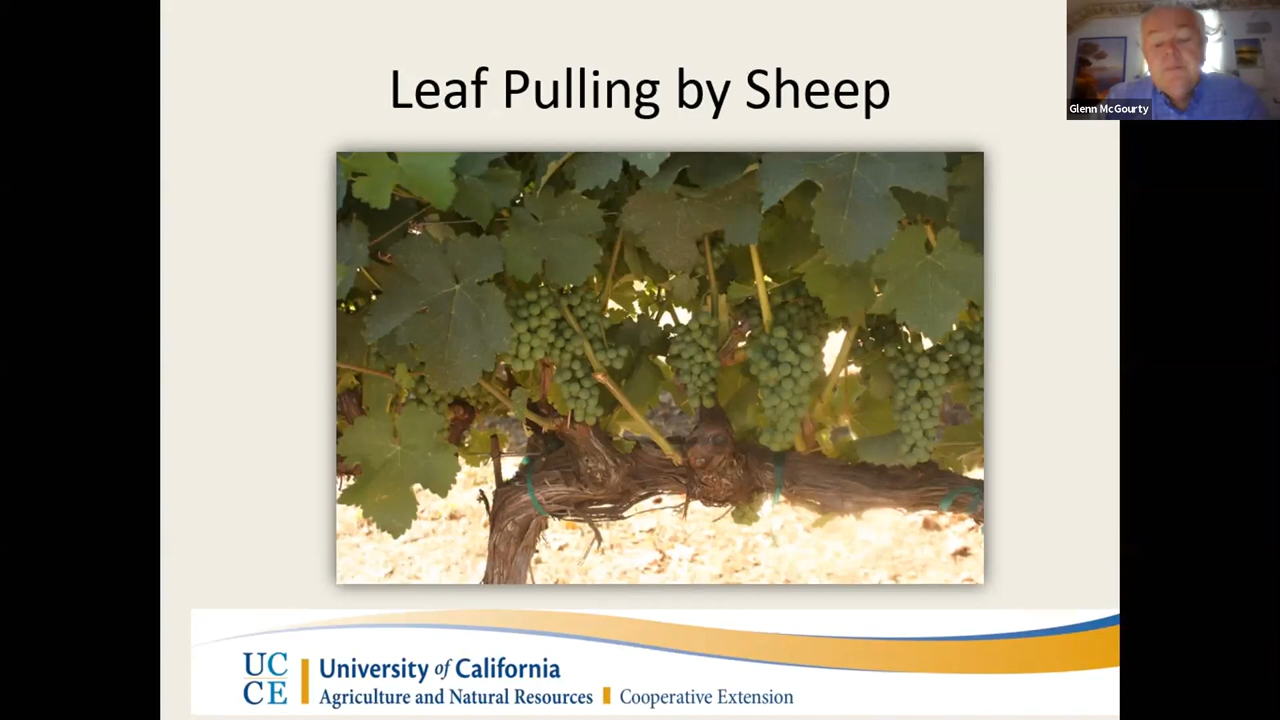 Leaf Pulling by Sheep
Glenn McGourty
UC
CE
University of California
Agriculture and Natural Resources
Cooperative Extension